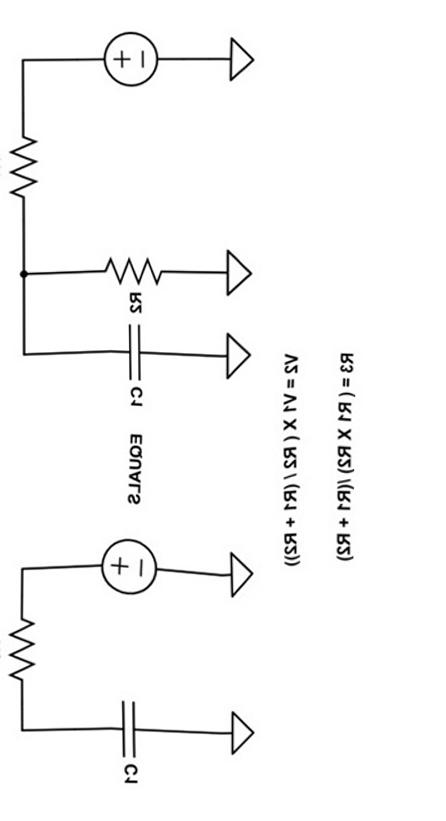 R2
C1
EQUALS
C1
V2 = V1 X ( R2 / (R1 + R2))
R3 = ( R1 X R2) /(R1 + R2)